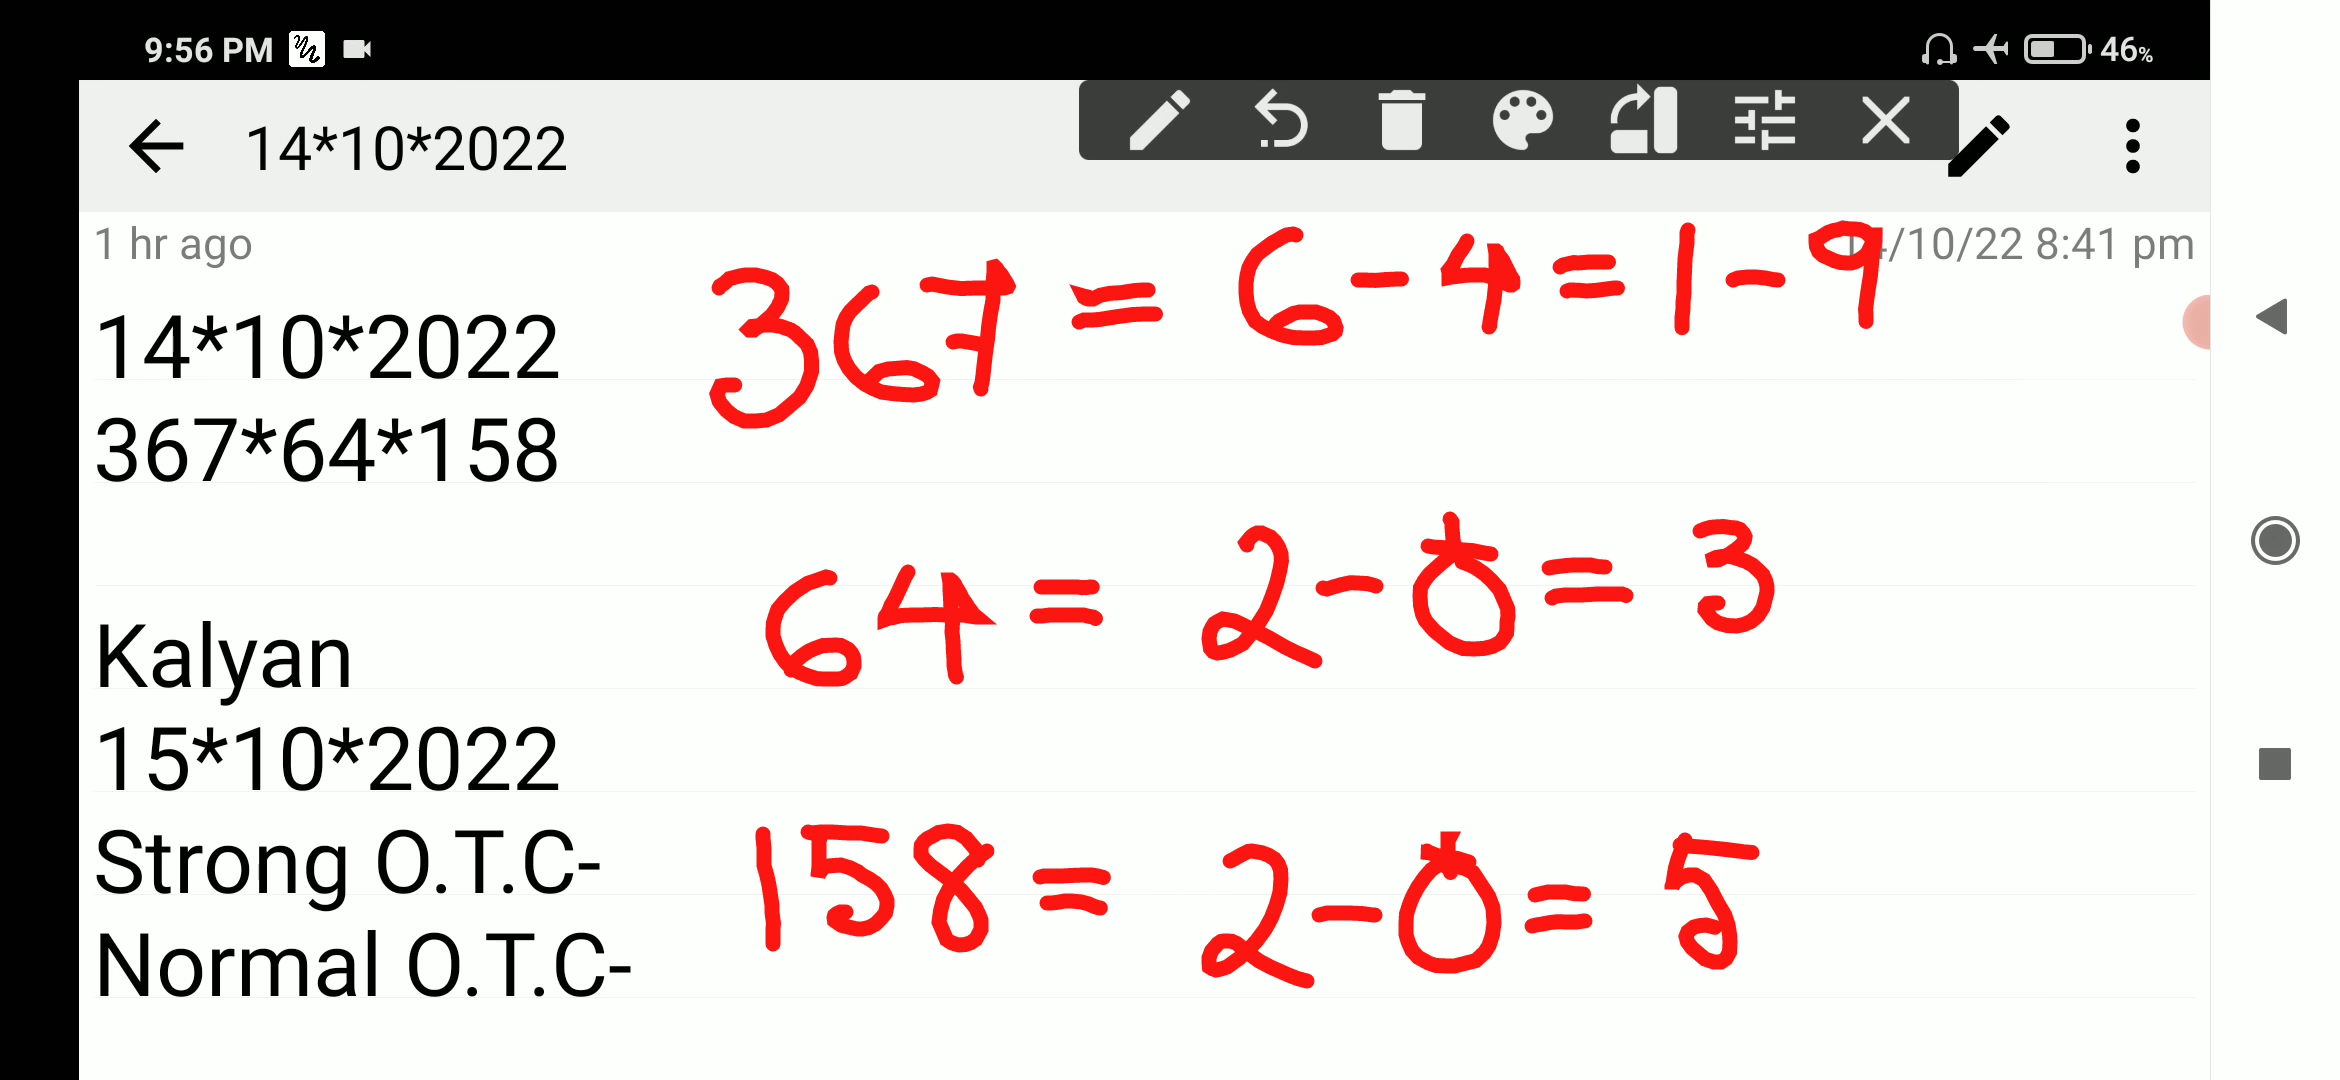 9:56 PM
46%
14*10*2022
1 hr ago
14/10/22 8:41 pm
14*10*2022
367*64*158
Kalyan
15*10*2022
Strong O.T.C-
Normal O.T.C-
367 = 6-4 = 1-9
64 = 2-0 = 3
158 = 2-0 = 5